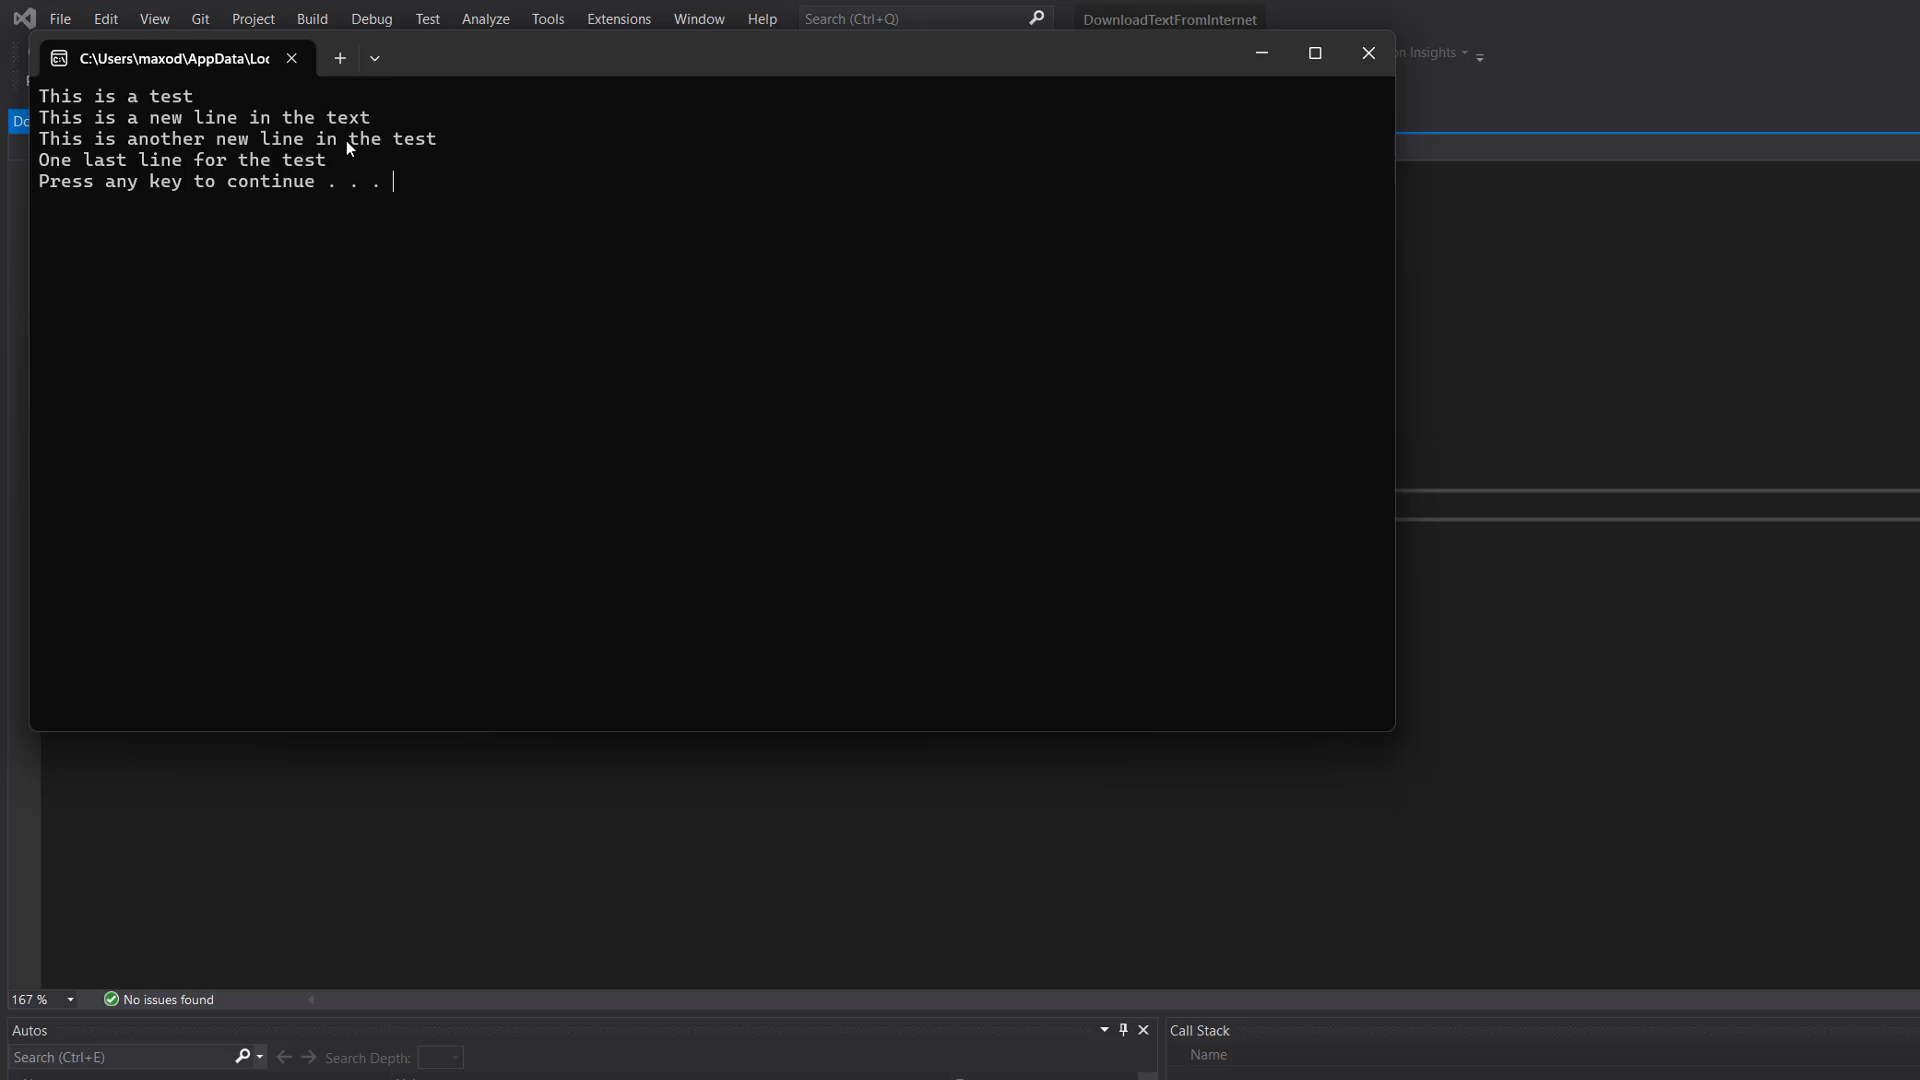 File Edit View Git Project Build Debug Test Analyze Tools Extensions Window Help Search (Ctrl+Q) DownloadTextFromInternet
C:\Users\maxod\AppData\Loc
on Insights
This is a test
This is a new line in the text
This is another new line in the test
One last line for the test
Press any key to continue . . .
Do
167 % No issues found
Autos
Call Stack
Search (Ctrl+E) Search Depth:
Name